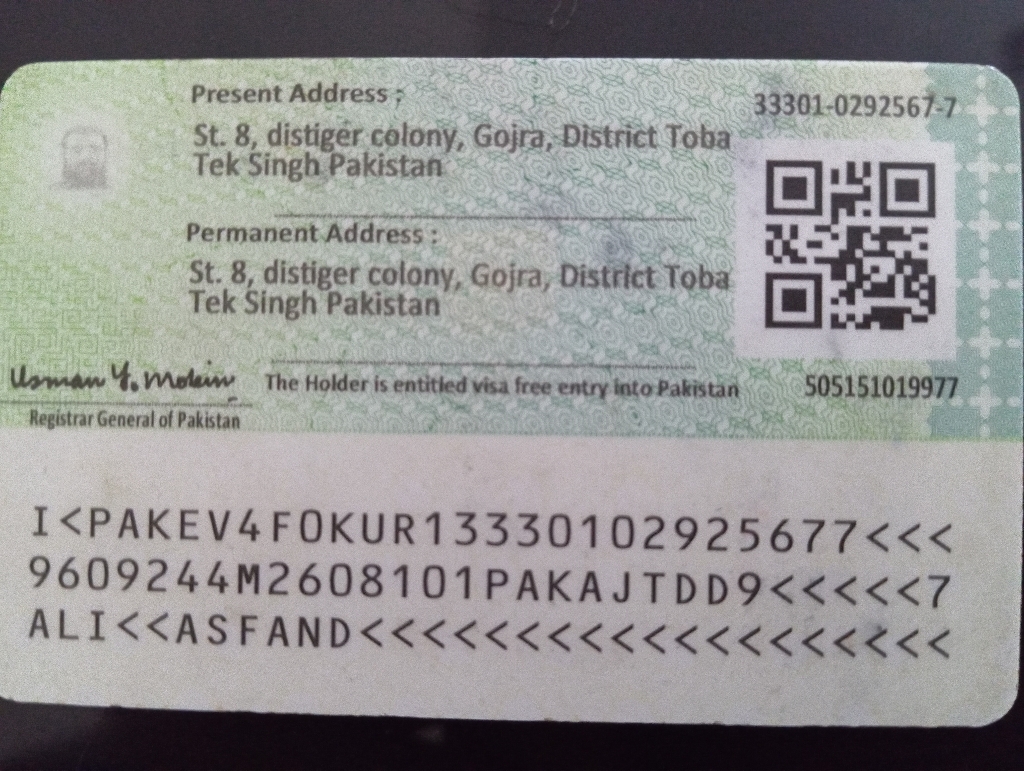 Present Address :
33301-0292567-7
St. 8, distiger colony, Gojra, District Toba
Tek Singh Pakistan
Permanent Address :
St. 8, distiger colony, Gojra, District Toba
Tek Singh Pakistan
Usman Y. Mobin
The Holder is entitled visa free entry into Pakistan
505151019977
Registrar General of Pakistan
I<PAKEV4FOKUR13330102925677<<<
9609244M2608101PAKAJTDD9<<<<<7
ALI<<ASFAND<<<<<<<<<<<<<<<<<<<